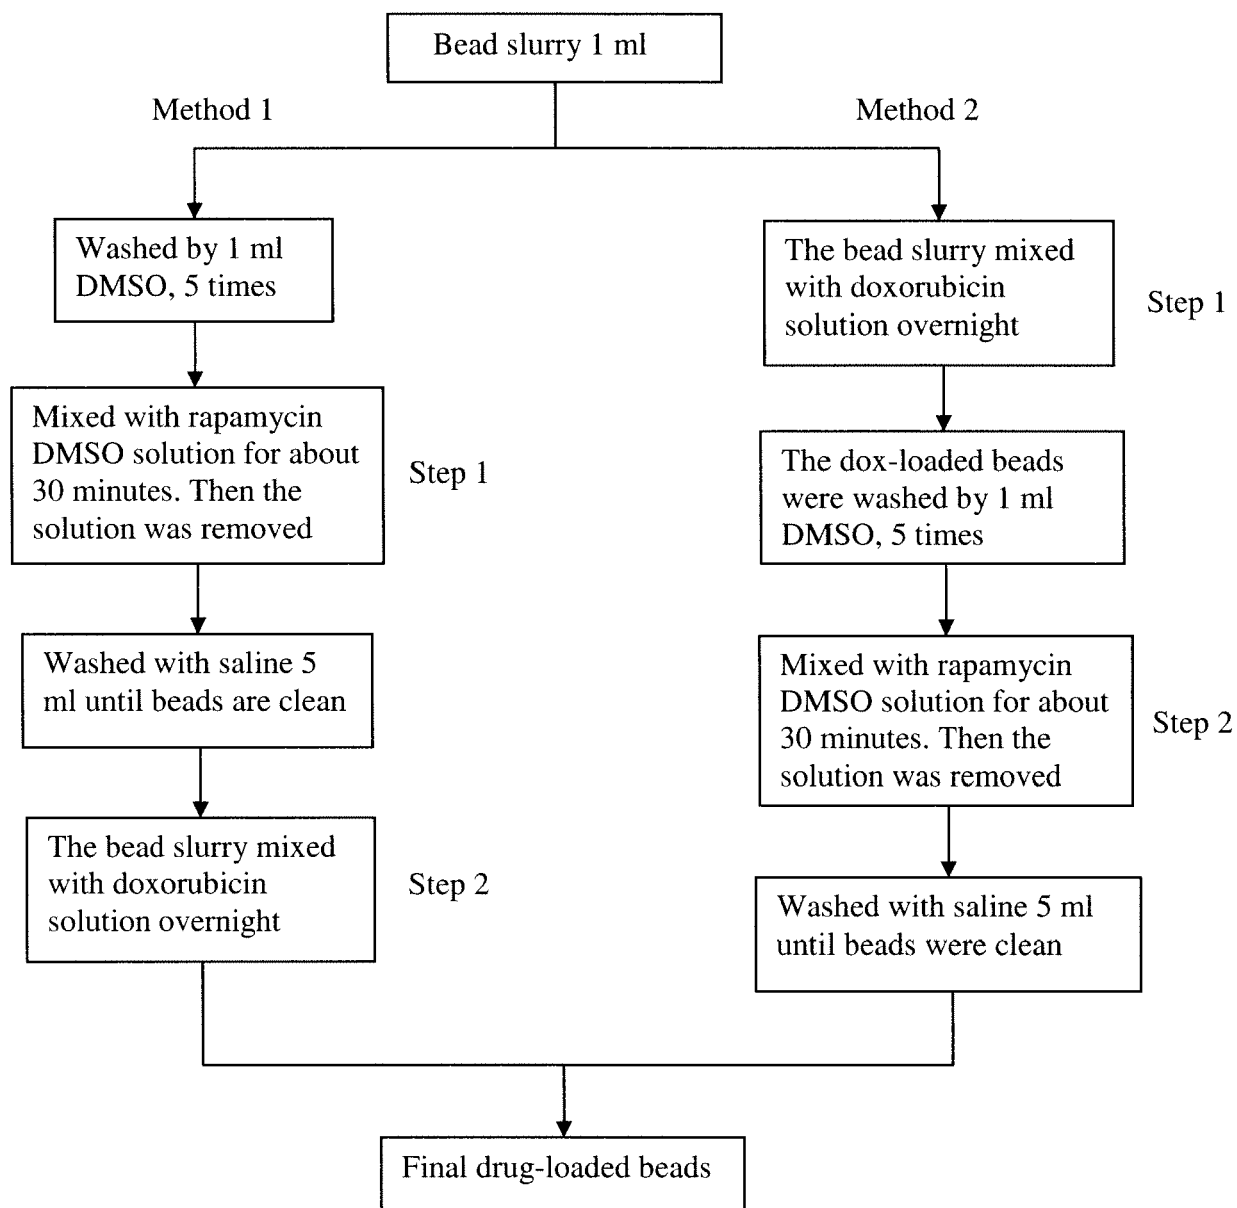 Bead slurry 1 ml
Method 1
Method 2
Washed by 1 ml
DMSO, 5 times
Mixed with rapamycin
DMSO solution for about
30 minutes. Then the
solution was removed
Step 1
Washed with saline 5
ml until beads are clean
The bead slurry mixed
with doxorubicin
solution overnight
Step 2
The bead slurry mixed
with doxorubicin
solution overnight
Step 1
The dox-loaded beads
were washed by 1 ml
DMSO, 5 times
Mixed with rapamycin
DMSO solution for about
30 minutes. Then the
solution was removed
Step 2
Washed with saline 5 ml
until beads were clean
Final drug-loaded beads